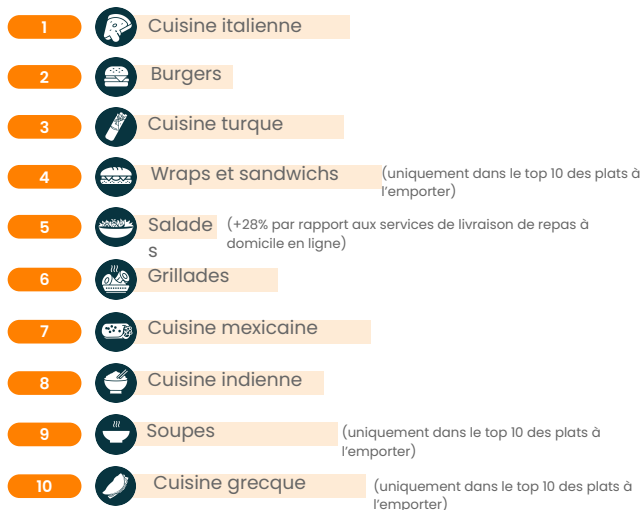 1 Cuisine italienne
2 Burgers
3 Cuisine turque
4 Wraps et sandwichs (uniquement dans le top 10 des plats à
l’emporter)
5 Salade (+28% par rapport aux services de livraison de repas à
s domicile en ligne)
6 Grillades
7 Cuisine mexicaine
8 Cuisine indienne
9 Soupes (uniquement dans le top 10 des plats à
l’emporter)
10 Cuisine grecque (uniquement dans le top 10 des plats à
l’emporter)